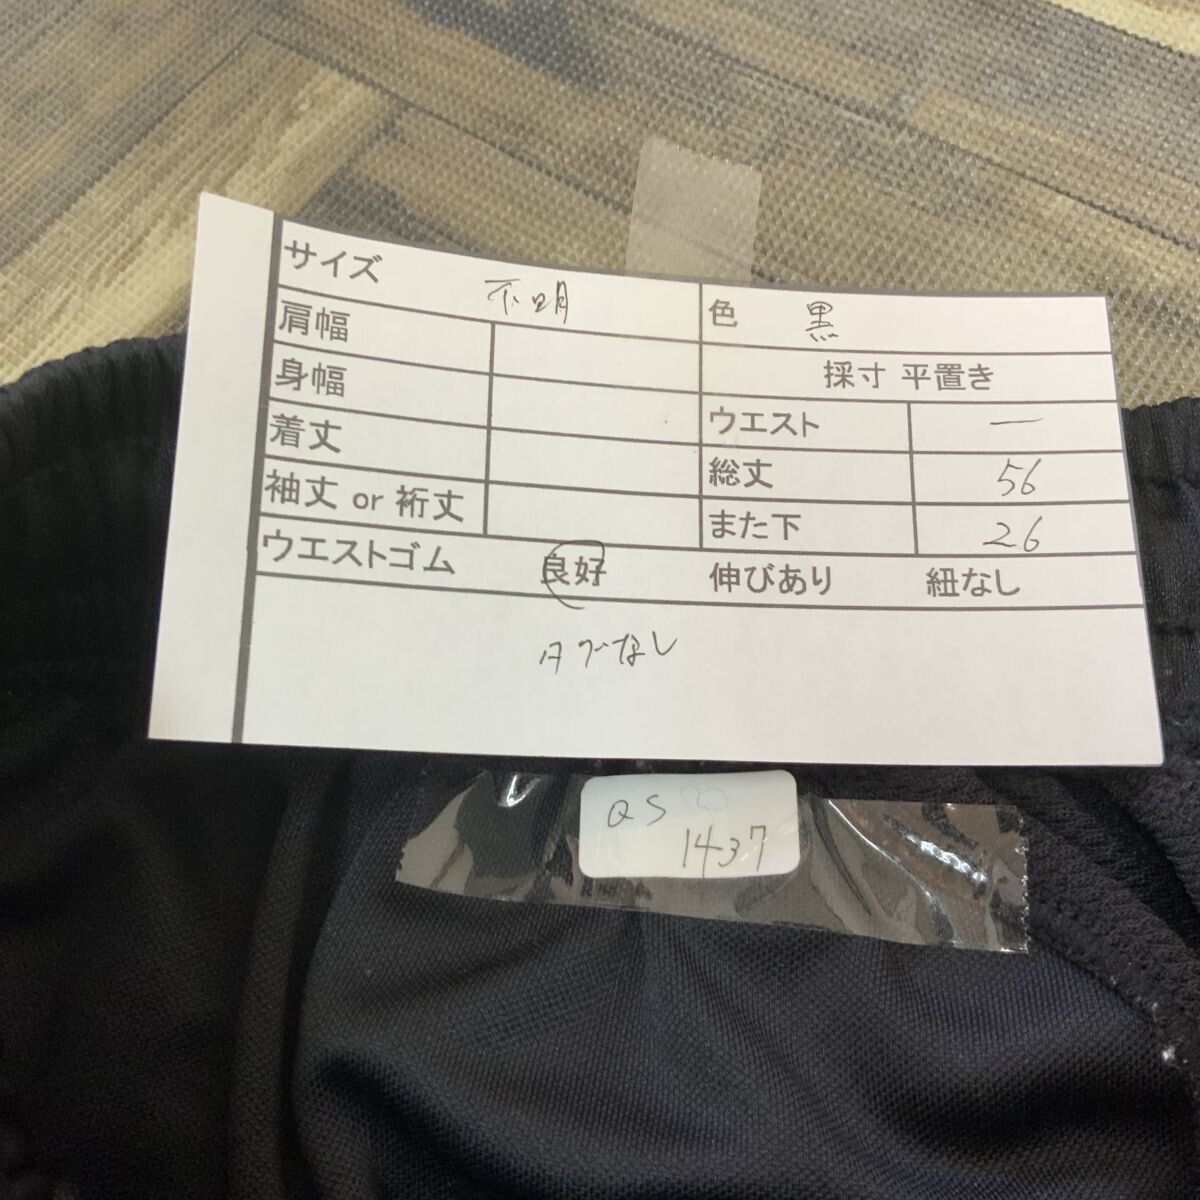 サイズ 不明 色 黒
肩幅 採寸 平置き
身幅 ウエスト ー
着丈 総丈 56
袖丈 or 裄丈 また下 26
ウエストゴム 良好 伸びあり 紐なし
タグなし
QS
1437